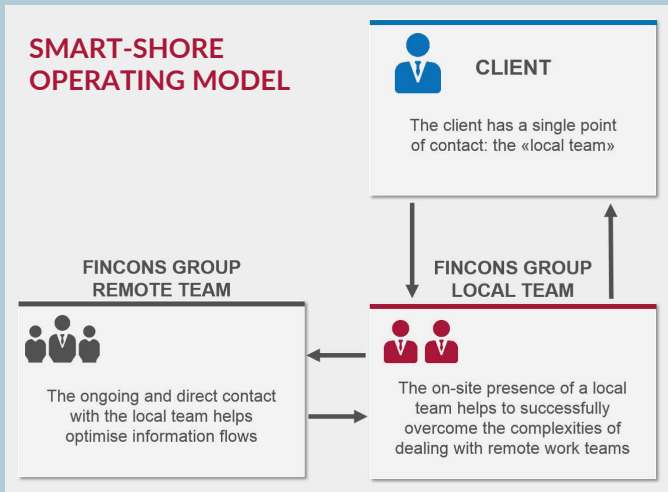 SMART-SHORE
OPERATING MODEL
CLIENT
The client has a single point
of contact: the «local team»
FINCONS GROUP
REMOTE TEAM
The ongoing and direct contact
with the local team helps
optimise information flows
FINCONS GROUP
LOCAL TEAM
The on-site presence of a local
team helps to successfully
overcome the complexities of
dealing with remote work teams